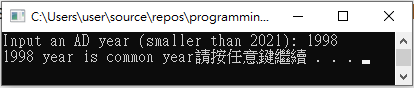 C:\Users\user\source\repos\programmin...
Input an AD year (smaller than 2021): 1998
1998 year is common year請按任意鍵繼續 . . .